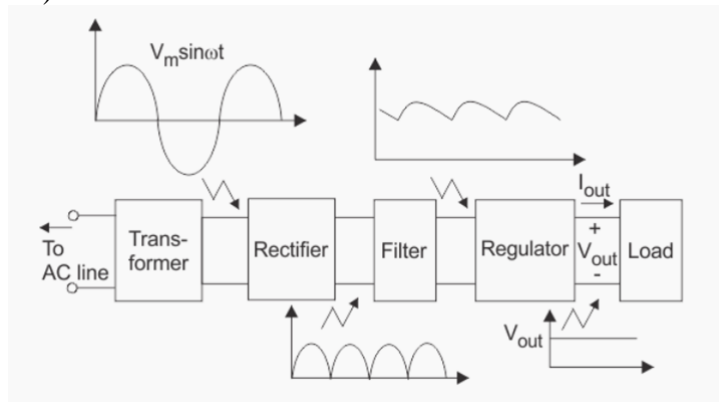 Vmsinωt
Iout
To
AC line
Trans-
former
Rectifier
Filter
Regulator
+
Vout
-
Load
Vout